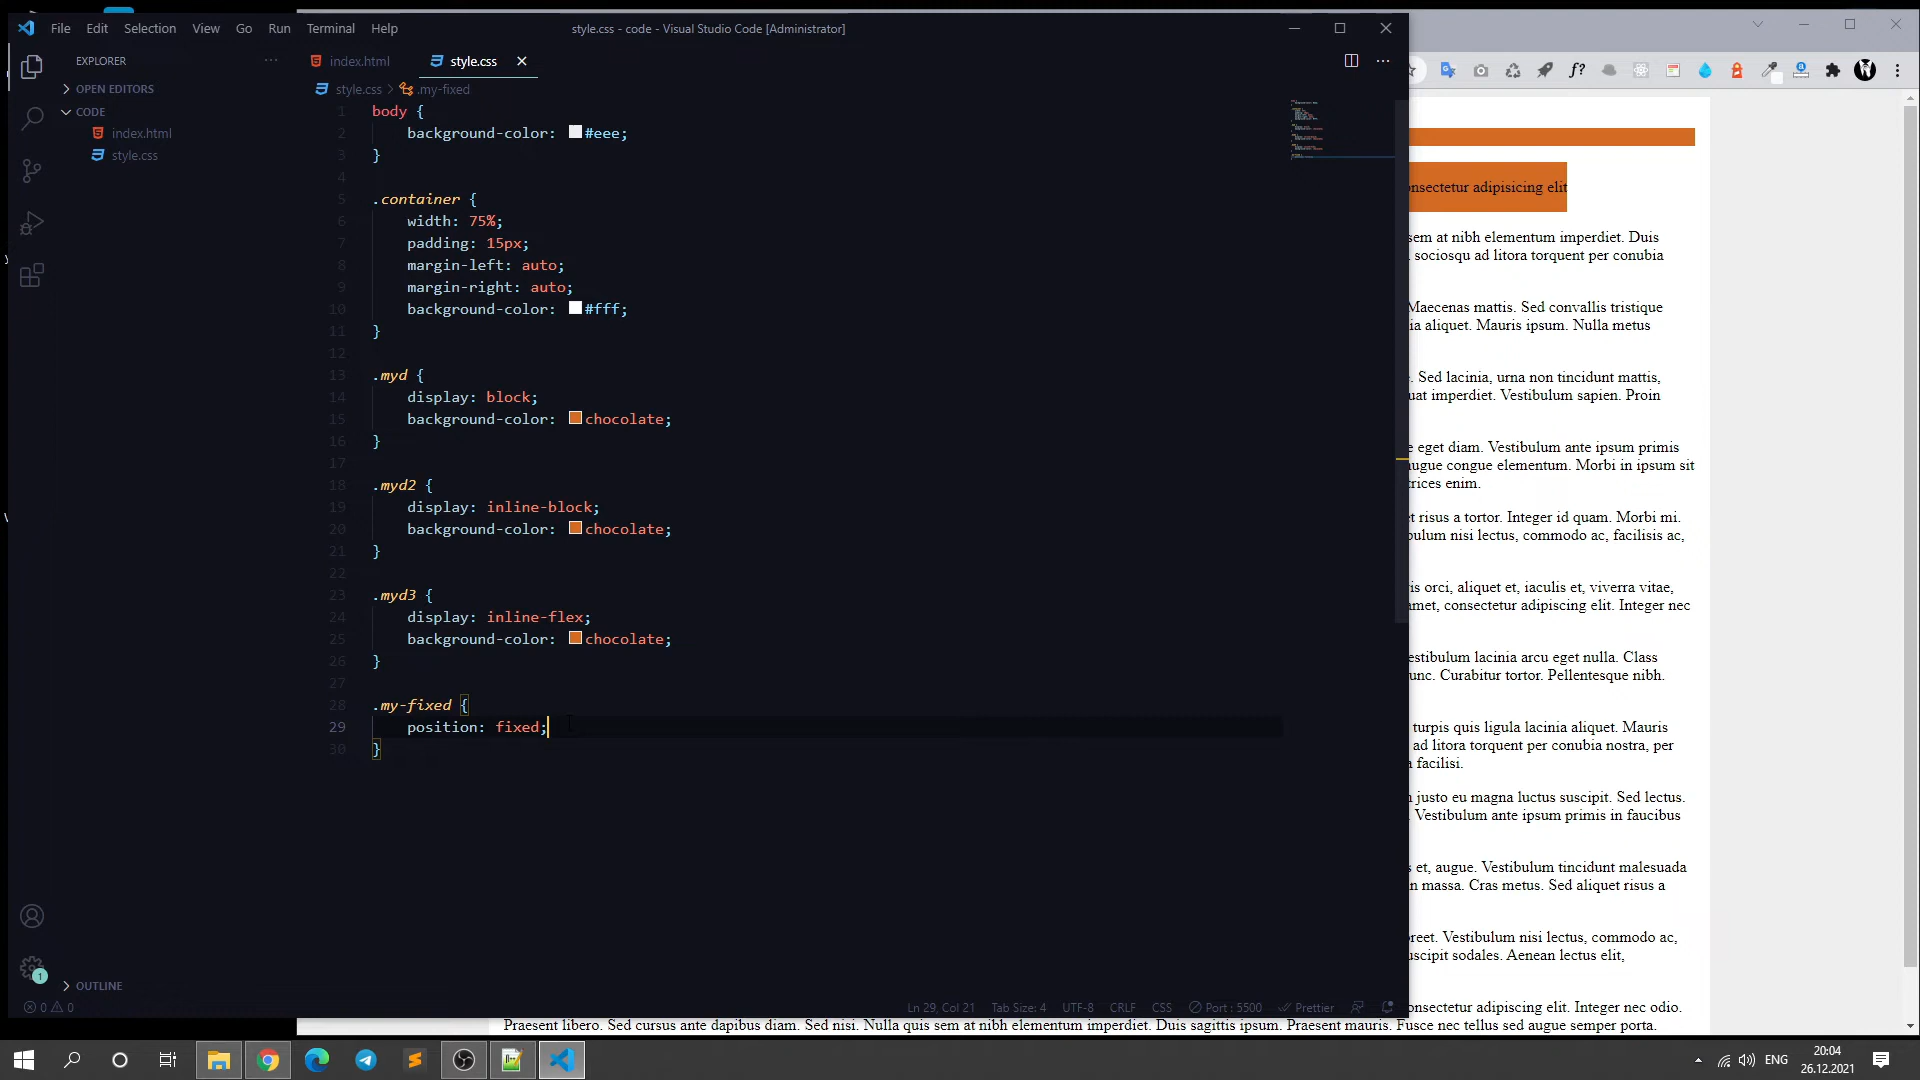 File Edit Selection View Go Run Terminal Help
style.css - code - Visual Studio Code [Administrator]
EXPLORER
OPEN EDITORS
CODE
index.html
style.css
index.html
style.css
style.css > .my-fixed
1 body {
2 background-color: #eee;
3 }
4
5 .container {
6 width: 75%;
7 padding: 15px;
8 margin-left: auto;
9 margin-right: auto;
10 background-color: #fff;
11 }
12
13 .myd {
14 display: block;
15 background-color: chocolate;
16 }
17
18 .myd2 {
19 display: inline-block;
20 background-color: chocolate;
21 }
22
23 .myd3 {
24 display: inline-flex;
25 background-color: chocolate;
26 }
27
28 .my-fixed {
29 position: fixed;
30 }
OUTLINE
1
0 0
Ln 29, Col 21 Tab Size: 4 UTF-8 CRLF CSS Port : 5500 Prettier
onsectetur adipisicing elit
sem at nibh elementum imperdiet. Duis
sociosqu ad litora torquent per conubia
Maecenas mattis. Sed convallis tristique
ia aliquet. Mauris ipsum. Nulla metus
. Sed lacinia, urna non tincidunt mattis,
uat imperdiet. Vestibulum sapien. Proin
e eget diam. Vestibulum ante ipsum primis
augue congue elementum. Morbi in ipsum sit
trices enim.
t risus a tortor. Integer id quam. Morbi mi.
bulum nisi lectus, commodo ac, facilisis ac,
is orci, aliquet et, iaculis et, viverra vitae,
amet, consectetur adipiscing elit. Integer nec
estibulum lacinia arcu eget nulla. Class
unc. Curabitur tortor. Pellentesque nibh.
turpis quis ligula lacinia aliquet. Mauris
ad litora torquent per conubia nostra, per
a facilisi.
n justo eu magna luctus suscipit. Sed lectus.
. Vestibulum ante ipsum primis in faucibus
s et, augue. Vestibulum tincidunt malesuada
n massa. Cras metus. Sed aliquet risus a
oreet. Vestibulum nisi lectus, commodo ac,
uscipit sodales. Aenean lectus elit,
onsectetur adipiscing elit. Integer nec odio.
Praesent libero. Sed cursus ante dapibus diam. Sed nisi. Nulla quis sem at nibh elementum imperdiet. Duis sagittis ipsum. Praesent mauris. Fusce nec tellus sed augue semper porta.
ENG
20:04
26.12.2021